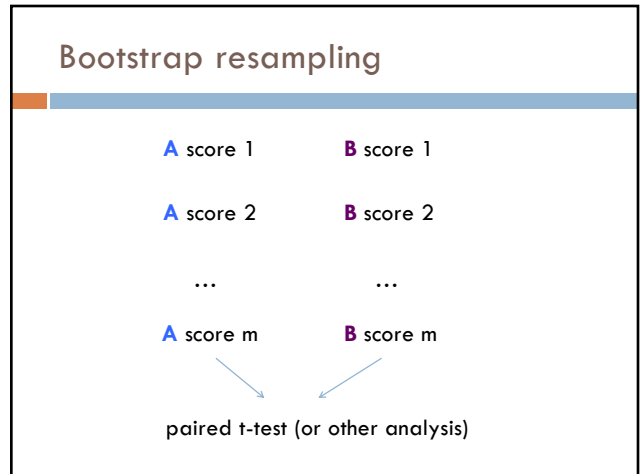 Bootstrap resampling
A score 1 B score 1
A score 2 B score 2
... ...
A score m B score m
paired t-test (or other analysis)